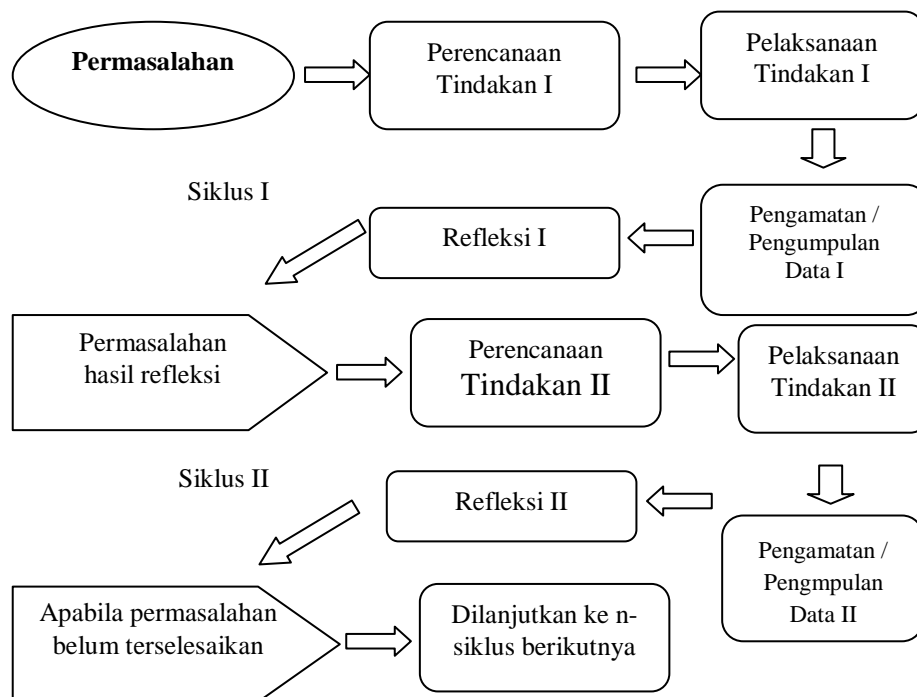 Permasalahan
Perencanaan
Tindakan I
Pelaksanaan
Tindakan I
Siklus I
Refleksi I
Pengamatan /
Pengumpulan
Data I
Permasalahan
hasil refleksi
Perencanaan
Tindakan II
Pelaksanaan
Tindakan II
Siklus II
Refleksi II
Pengamatan /
Pengmpulan
Data II
Apabila permasalahan
belum terselesaikan
Dilanjutkan ke n-
siklus berikutnya